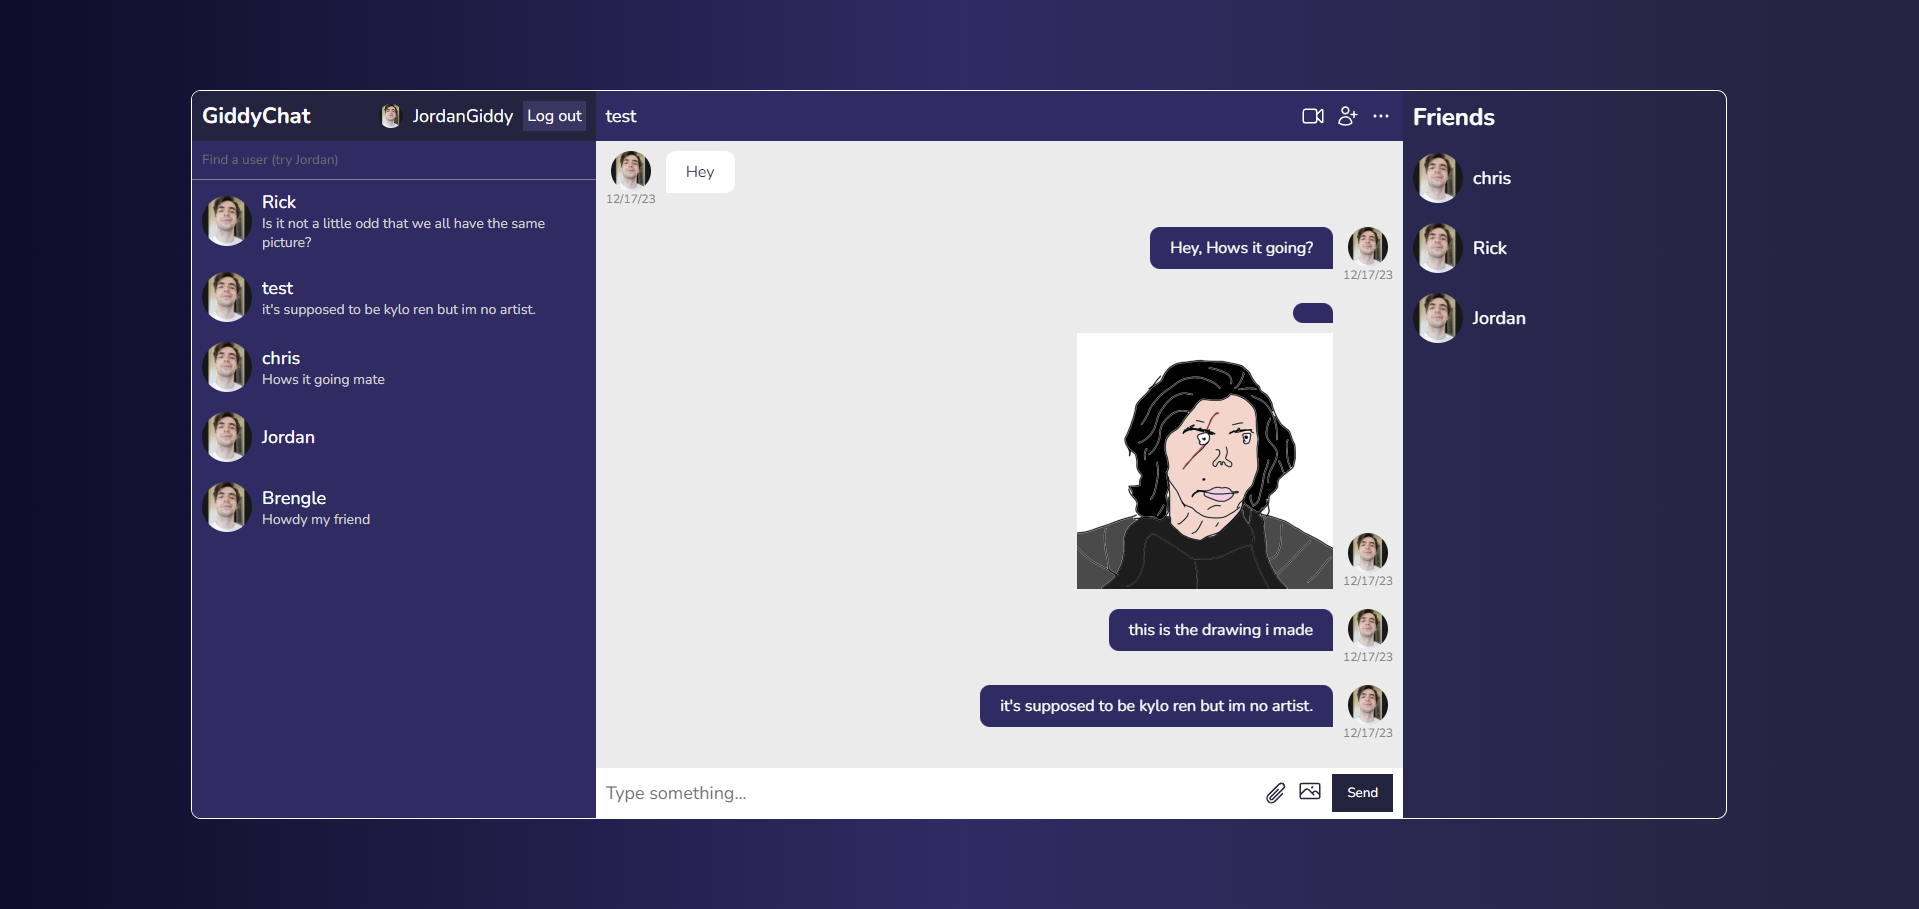 GiddyChat
JordanGiddy
Log out
Find a user (try Jordan)
Rick
Is it not a little odd that we all have the same
picture?
test
it's supposed to be kylo ren but im no artist.
chris
Hows it going mate
Jordan
Brengle
Howdy my friend
test
Hey
12/17/23
Hey, Hows it going?
12/17/23
12/17/23
this is the drawing i made
12/17/23
it's supposed to be kylo ren but im no artist.
12/17/23
Type something...
Send
Friends
chris
Rick
Jordan